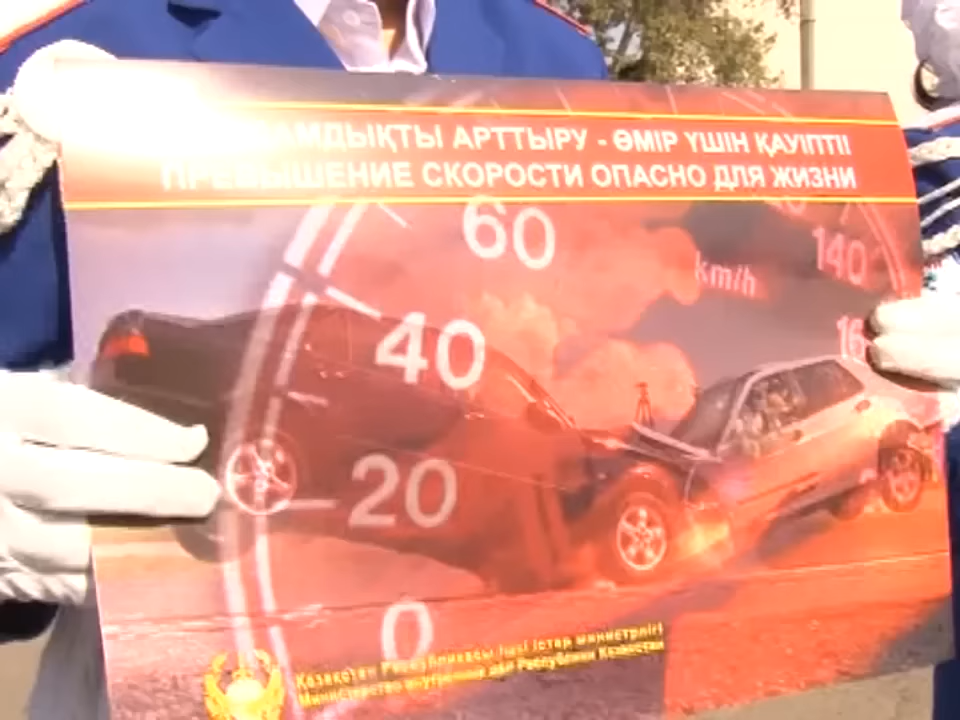 АРТТЫРУ - ӨМІР ҮШІН ҚАУІПТІ!
ПРЕВЫШЕНИЕ СКОРОСТИ ОПАСНО ДЛЯ ЖИЗНИ
60
km/h
140
40
16
20
0
Қазақстан Республикасы Ішкі істер министрлігі
Министерство внутренних дел Республики Казахстан